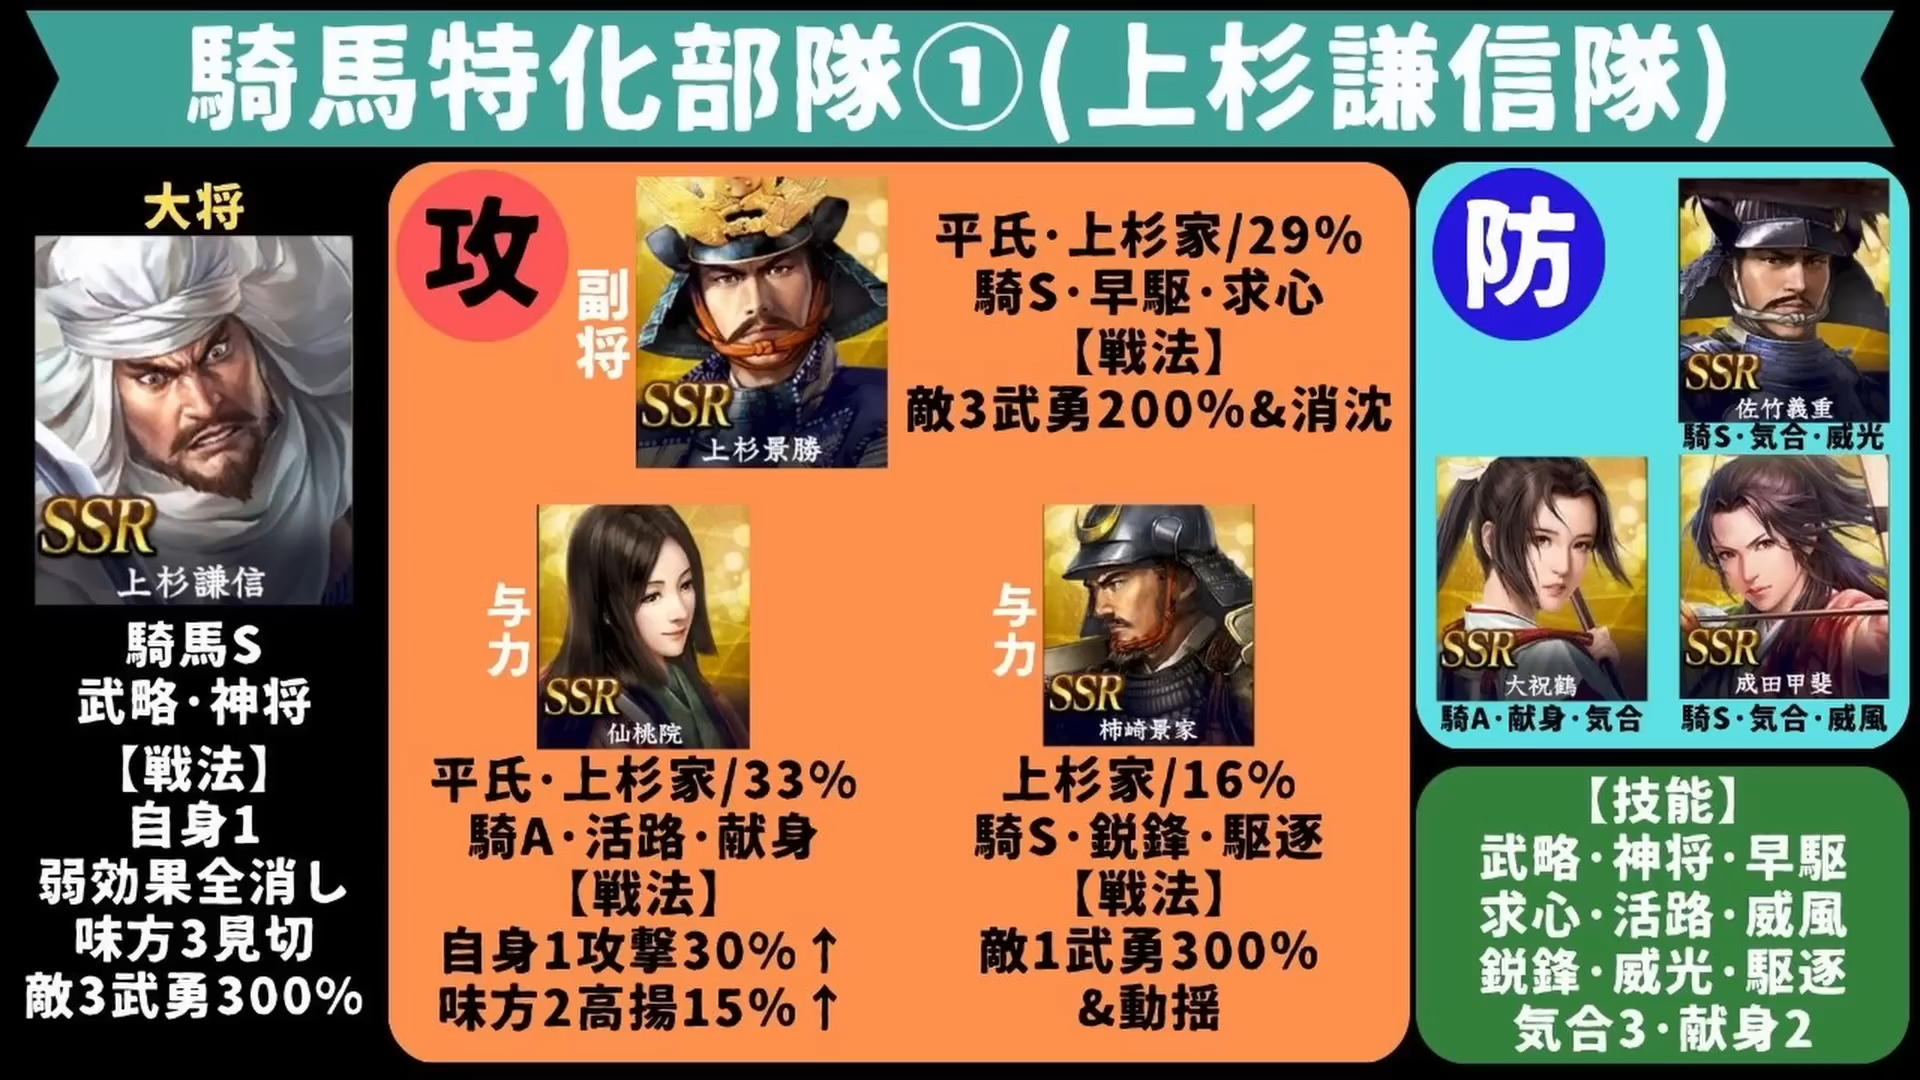 騎馬特化部隊①(上杉謙信隊)
大将
SSR
上杉謙信
騎馬S
武略·神将
【戦法】
自身1
弱効果全消し
味方3見切
敵3武勇300%
攻
副将
SSR
上杉景勝
平氏·上杉家/29%
騎S·早駆·求心
【戦法】
敵3武勇200%&消沈
与力
SSR
仙桃院
平氏·上杉家/33%
騎A·活路·献身
【戦法】
自身1攻撃30%↑
味方2高揚15%↑
与力
SSR
柿崎景家
上杉家/16%
騎S·鋭鋒·駆逐
【戦法】
敵1武勇300%
&動揺
防
SSR
佐竹義重
騎S·気合·威光
SSR
大祝鶴
騎A·献身·気合
SSR
成田甲斐
騎S·気合·威風
【技能】
武略·神将·早駆
求心·活路·威風
鋭鋒·威光·駆逐
気合3·献身2